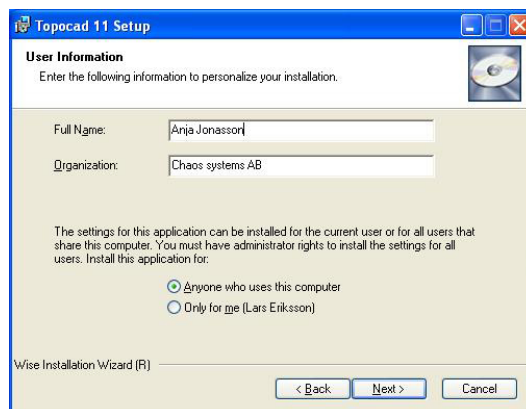 Topocad 11 Setup
User Information
Enter the following information to personalize your installation.
Full Name:
Anja Jonasson
Organization:
Chaos systems AB
The settings for this application can be installed for the current user or for all users that
share this computer. You must have administrator rights to install the settings for all
users. Install this application for:
Anyone who uses this computer
Only for me (Lars Eriksson)
Wise Installation Wizard (R)
< Back
Next >
Cancel